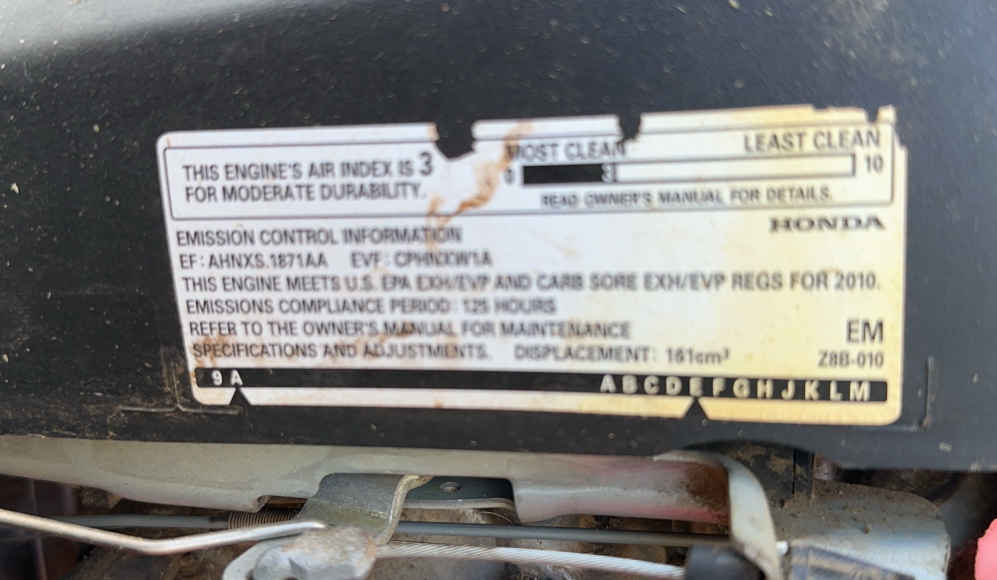 THIS ENGINE'S AIR INDEX IS 3
FOR MODERATE DURABILITY.
MOST CLEAN LEAST CLEAN
0 3 10
READ OWNER'S MANUAL FOR DETAILS.
HONDA
EMISSION CONTROL INFORMATION
EF: AHNXS.1871AA EVF:
THIS ENGINE MEETS U.S. EPA EXH/EVP AND CARB SORE EXH/EVP REGS FOR 2010.
EMISSIONS COMPLIANCE PERIOD: 125 HOURS
REFER TO THE OWNER'S MANUAL FOR MAINTENANCE
SPECIFICATIONS AND ADJUSTMENTS. DISPLACEMENT: 161cm³
EM
Z8B-010
9 A A B C D E F G H J K L M